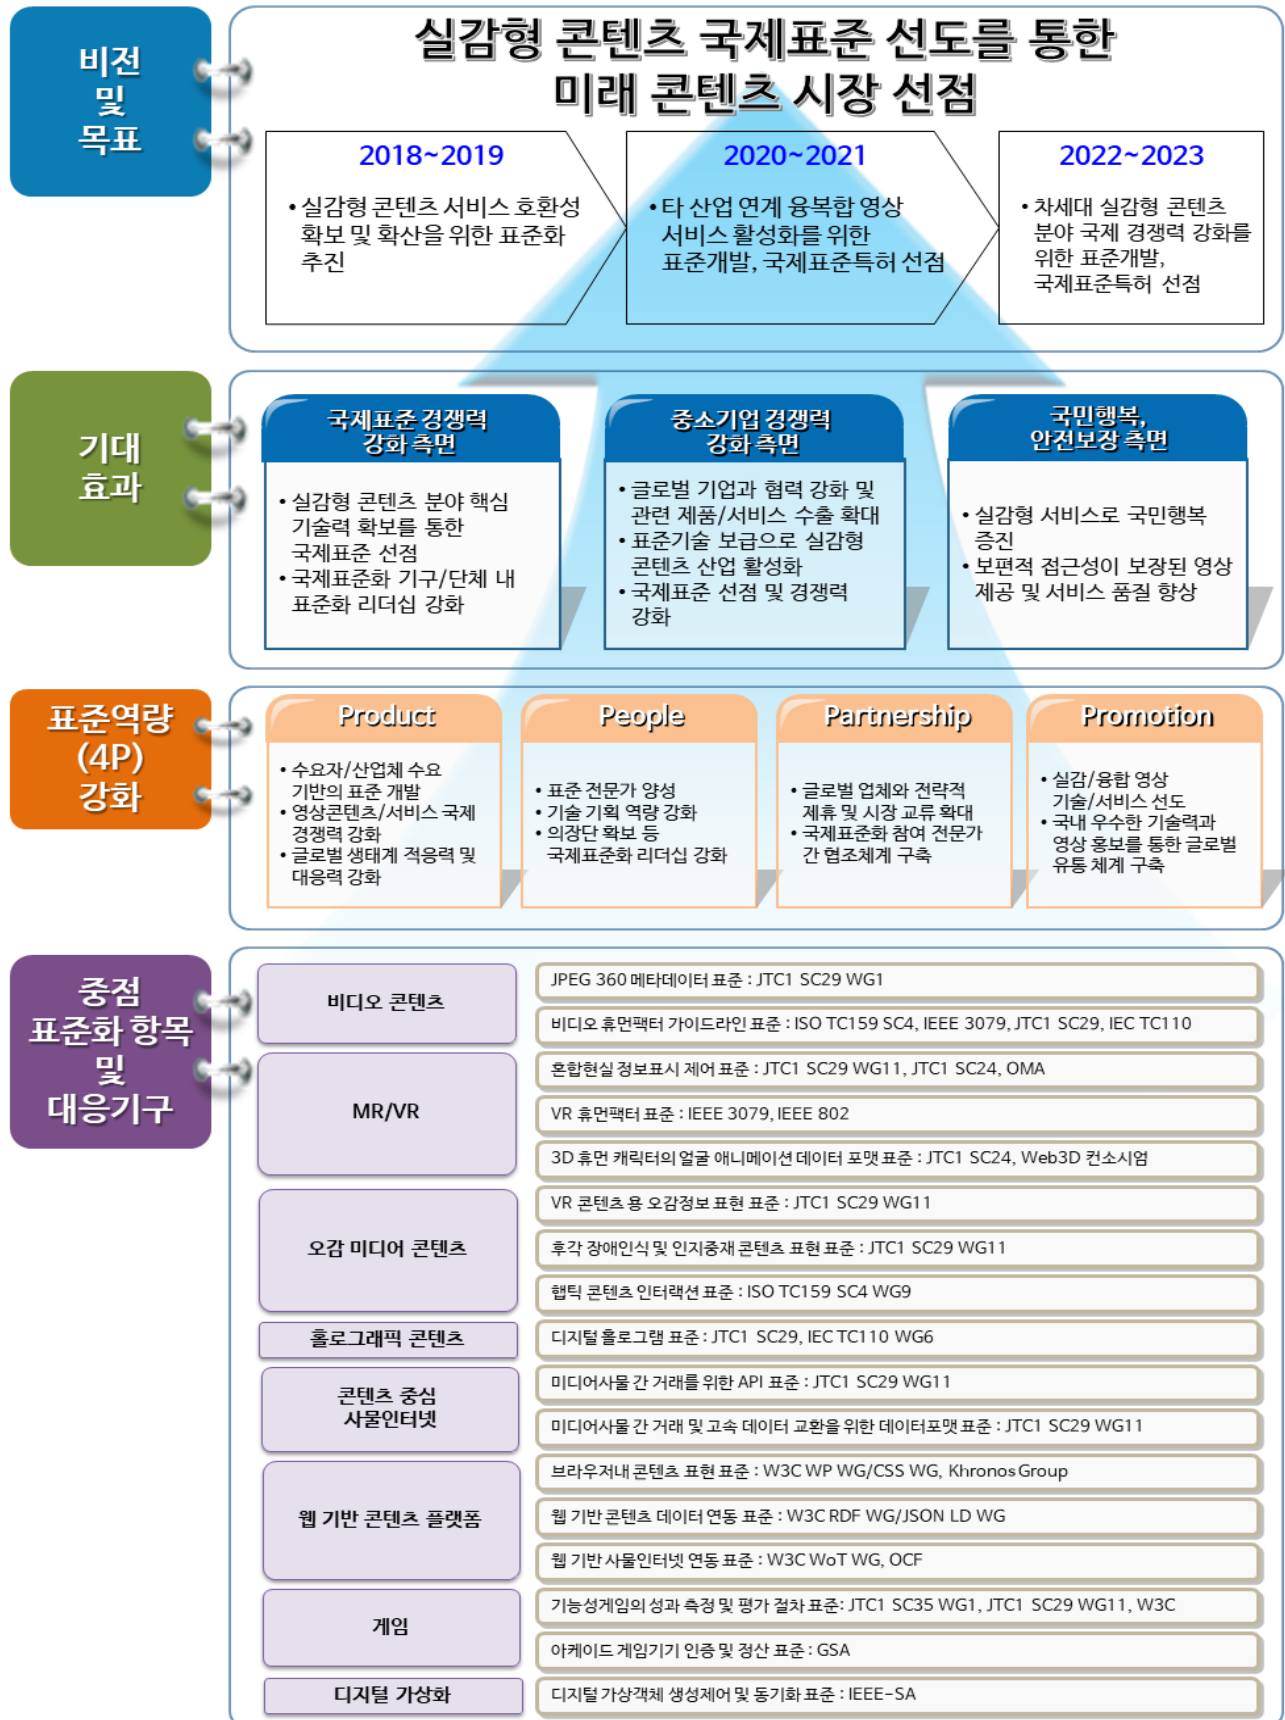 비전
및
목표
실감형 콘텐츠 국제표준 선도를 통한
미래 콘텐츠 시장 선점
2018~2019
• 실감형 콘텐츠 서비스 호환성
확보 및 확산을 위한 표준화
추진
2020~2021
• 타 산업 연계 융복합 영상
서비스 활성화를 위한
표준개발, 국제표준특허 선점
2022~2023
• 차세대 실감형 콘텐츠
분야 국제 경쟁력 강화를
위한 표준개발,
국제표준특허 선점
기대
효과
국제표준 경쟁력
강화 측면
• 실감형 콘텐츠 분야 핵심
기술력 확보를 통한
국제표준 선점
• 국제표준화 기구/단체 내
표준화 리더십 강화
중소기업 경쟁력
강화 측면
• 글로벌 기업과 협력 강화 및
관련 제품/서비스 수출 확대
• 표준기술 보급으로 실감형
콘텐츠 산업 활성화
• 국제표준 선점 및 경쟁력
강화
국민행복,
안전보장 측면
• 실감형 서비스로 국민행복
증진
• 보편적 접근성이 보장된 영상
제공 및 서비스 품질 향상
표준역량
(4P)
강화
Product
• 수요자/산업체 수요
기반의 표준 개발
• 영상콘텐츠/서비스 국제
경쟁력 강화
• 글로벌 생태계 적응력 및
대응력 강화
People
• 표준 전문가 양성
• 기술 기획 역량 강화
• 의장단 확보 등
국제표준화 리더십 강화
Partnership
• 글로벌 업체와 전략적
제휴 및 시장 교류 확대
• 국제표준화 참여 전문가
간 협조체계 구축
Promotion
• 실감/융합 영상
기술/서비스 선도
• 국내 우수한 기술력과
영상 홍보를 통한 글로벌
유통 체계 구축
중점
표준화 항목
및
대응기구
비디오 콘텐츠
JPEG 360 메타데이터 표준 : JTC1 SC29 WG1
비디오 휴먼팩터 가이드라인 표준 : ISO TC159 SC4, IEEE 3079, JTC1 SC29, IEC TC110
MR/VR
혼합현실 정보표시 제어 표준 : JTC1 SC29 WG11, JTC1 SC24, OMA
VR 휴먼팩터 표준 : IEEE 3079, IEEE 802
3D 휴먼 캐릭터의 얼굴 애니메이션 데이터 포맷 표준 : JTC1 SC24, Web3D 컨소시엄
오감 미디어 콘텐츠
VR 콘텐츠 용 오감정보 표현 표준 : JTC1 SC29 WG11
후각 장애인식 및 인지중재 콘텐츠 표현 표준 : JTC1 SC29 WG11
햅틱 콘텐츠 인터랙션 표준 : ISO TC159 SC4 WG9
홀로그래픽 콘텐츠
디지털 홀로그램 표준 : JTC1 SC29, IEC TC110 WG6
콘텐츠 중심
사물인터넷
미디어사물 간 거래를 위한 API 표준 : JTC1 SC29 WG11
미디어사물 간 거래 및 고속 데이터 교환을 위한 데이터포맷 표준 : JTC1 SC29 WG11
웹 기반 콘텐츠 플랫폼
브라우저내 콘텐츠 표현 표준 : W3C WP WG/CSS WG, Khronos Group
웹 기반 콘텐츠 데이터 연동 표준 : W3C RDF WG/JSON LD WG
웹 기반 사물인터넷 연동 표준 : W3C WoT WG, OCF
게임
기능성게임의 성과 측정 및 평가 절차 표준: JTC1 SC35 WG1, JTC1 SC29 WG11, W3C
아케이드 게임기기 인증 및 정산 표준 : GSA
디지털 가상화
디지털 가상객체 생성제어 및 동기화 표준 : IEEE-SA